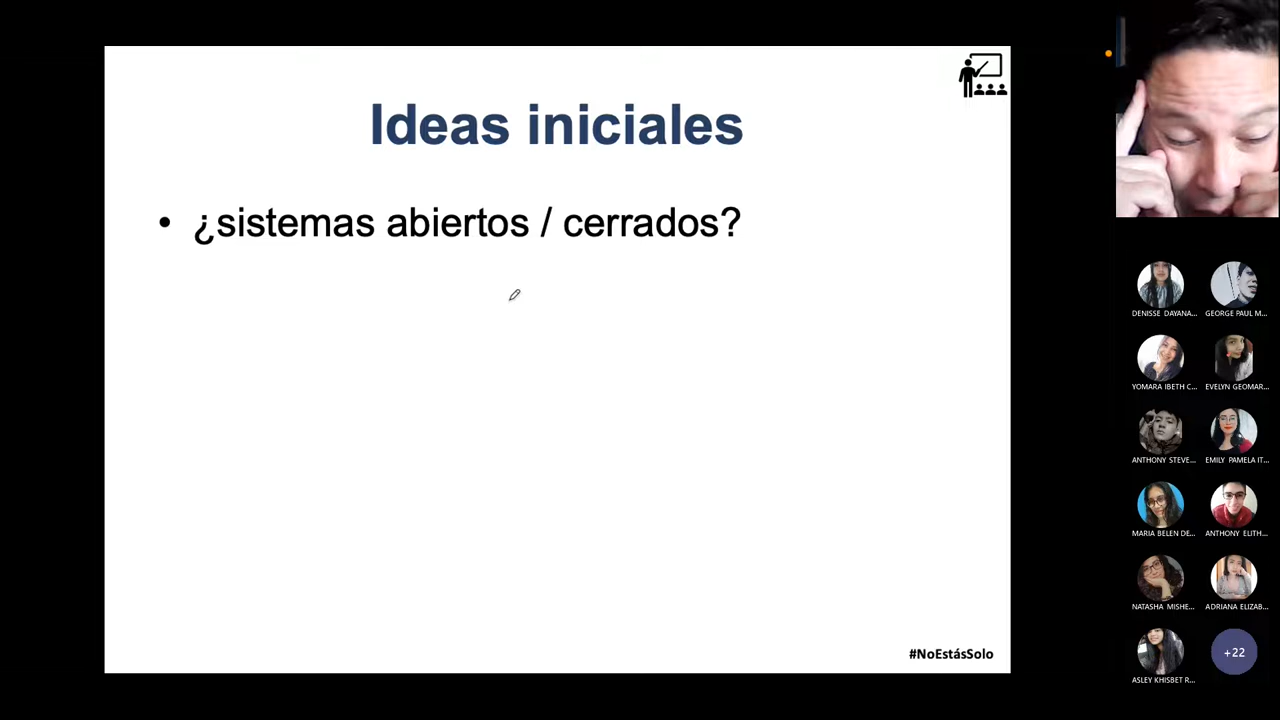 Ideas iniciales
• ¿sistemas abiertos / cerrados?
#NoEstásSolo
DENISSE DAYANA...
GEORGE PAUL M...
YOMARA IBETH C...
EVELYN GEOMAR...
ANTHONY STEVE...
EMILY PAMELA IT...
MARIA BELEN DE...
ANTHONY ELITH...
NATASHA MISHE...
ADRIANA ELIZAB...
ASLEY KHISBET R...
+22